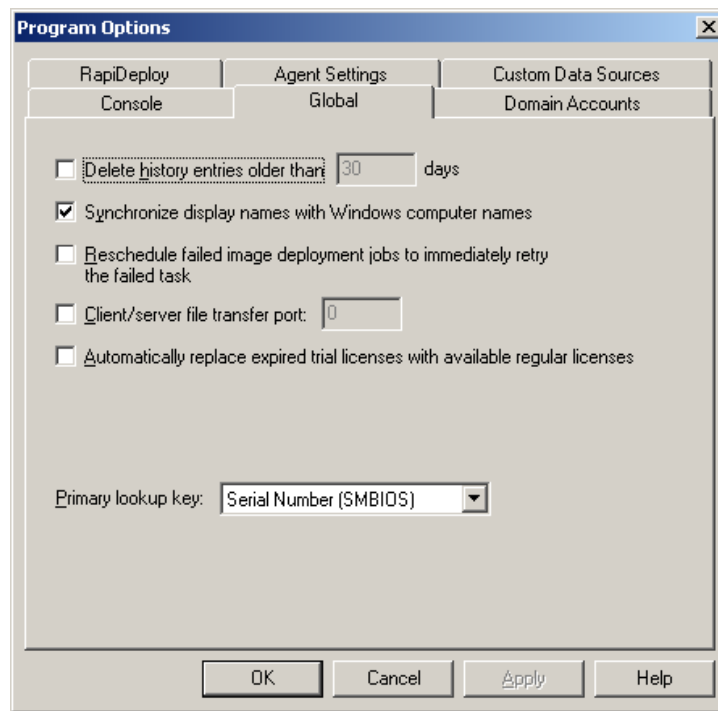 Program Options
RapiDeploy Agent Settings Custom Data Sources
Console Global Domain Accounts
Delete history entries older than 30 days
Synchronize display names with Windows computer names
Reschedule failed image deployment jobs to immediately retry
the failed task
Client/server file transfer port: 0
Automatically replace expired trial licenses with available regular licenses
Primary lookup key: Serial Number (SMBIOS)
OK Cancel Apply Help